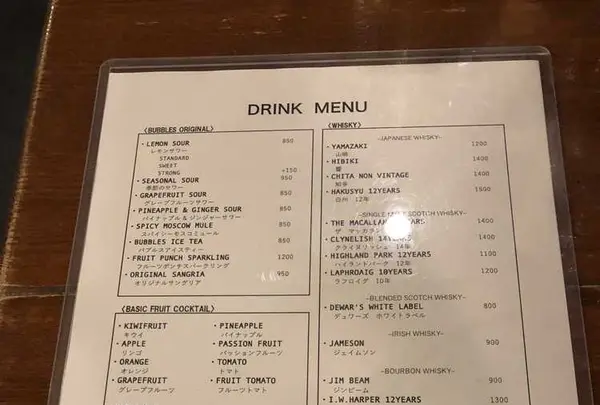 DRINK MENU
〈BUBBLES ORIGINAL〉
・LEMON SOUR 850
レモンサワー
STANDARD
SWEET
STRONG +150
・SEASONAL SOUR 950
季節のサワー
・GRAPEFRUIT SOUR 850
グレープフルーツサワー
・PINEAPPLE & GINGER SOUR 850
パイナップル&ジンジャーサワー
・SPICY MOSCOW MULE 850
スパイシーモスコミュール
・BUBBLES ICE TEA 850
バブルスアイスティー
・FRUIT PUNCH SPARKLING 1200
フルーツポンチスパークリング
・ORIGINAL SANGRIA 950
オリジナルサングリア
〈BASIC FRUIT COCKTAIL〉
・KIWIFRUIT ・PINEAPPLE
キウイ パイナップル
・APPLE ・PASSION FRUIT
リンゴ パッションフルーツ
・ORANGE ・TOMATO
オレンジ トマト
・GRAPEFRUIT ・FRUIT TOMATO
グレープフルーツ フルーツトマト
〈WHISKY〉
-JAPANESE WHISKY-
・YAMAZAKI 1200
山崎
・HIBIKI 1400
響
・CHITA NON VINTAGE 1400
知多
・HAKUSYU 12YEARS
白州 12年
SCOTCH WHISKY-
・THE MACALLAN 1400
ザ マッカラン
・CLYNELISH 14YEARS 1400
クライヌリッシュ 14年
・HIGHLAND PARK 12YEARS 1100
ハイランドパーク 12年
・LAPHROAIG 10YEARS 1200
ラフロイグ 10年
-BLENDED SCOTCH WHISKY-
・DEWAR'S WHITE LABEL 800
デュワーズ ホワイトラベル
-IRISH WHISKY-
・JAMESON 900
ジェイムソン
-BOURBON WHISKY-
・JIM BEAM 900
ジンビーム
・I.W.HARPER 12YEARS 1300